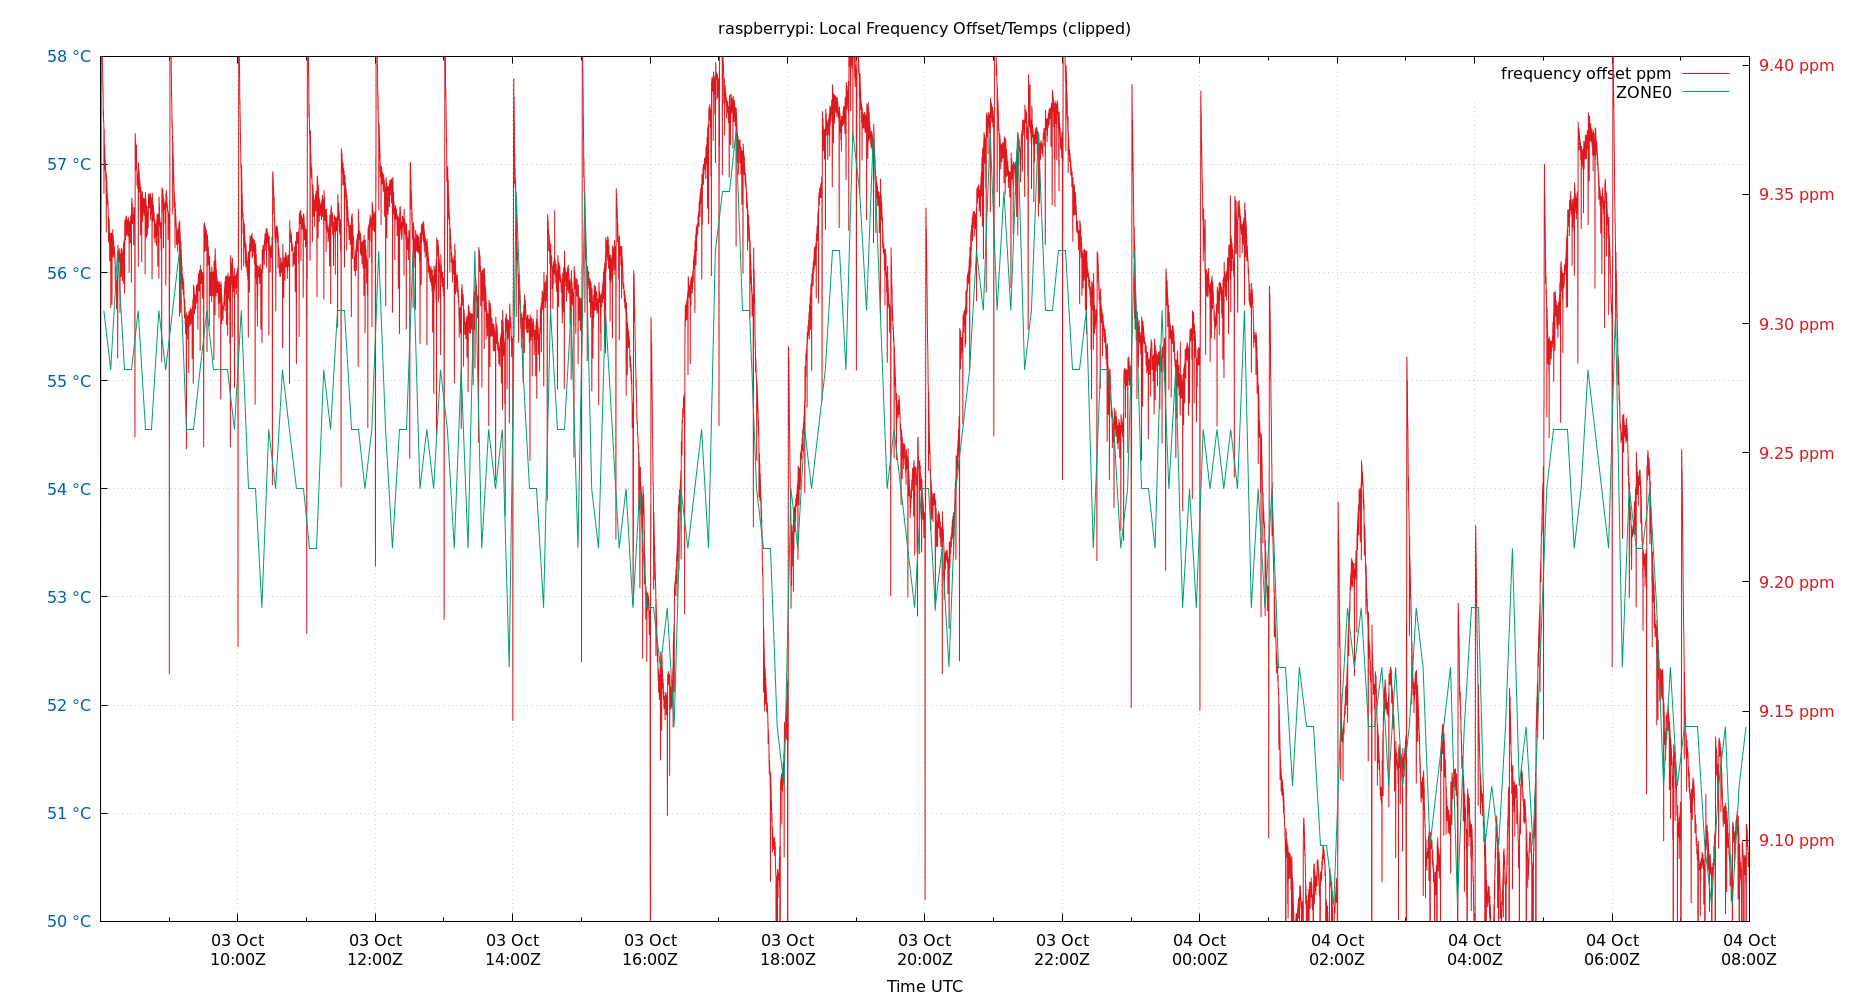 raspberrypi: Local Frequency Offset/Temps (clipped)
58 °C
57 °C
56 °C
55 °C
54 °C
53 °C
52 °C
51 °C
50 °C
9.40 ppm
9.35 ppm
9.30 ppm
9.25 ppm
9.20 ppm
9.15 ppm
9.10 ppm
frequency offset ppm
ZONE0
03 Oct
10:00Z
03 Oct
12:00Z
03 Oct
14:00Z
03 Oct
16:00Z
03 Oct
18:00Z
03 Oct
20:00Z
03 Oct
22:00Z
04 Oct
00:00Z
04 Oct
02:00Z
04 Oct
04:00Z
04 Oct
06:00Z
04 Oct
08:00Z
Time UTC